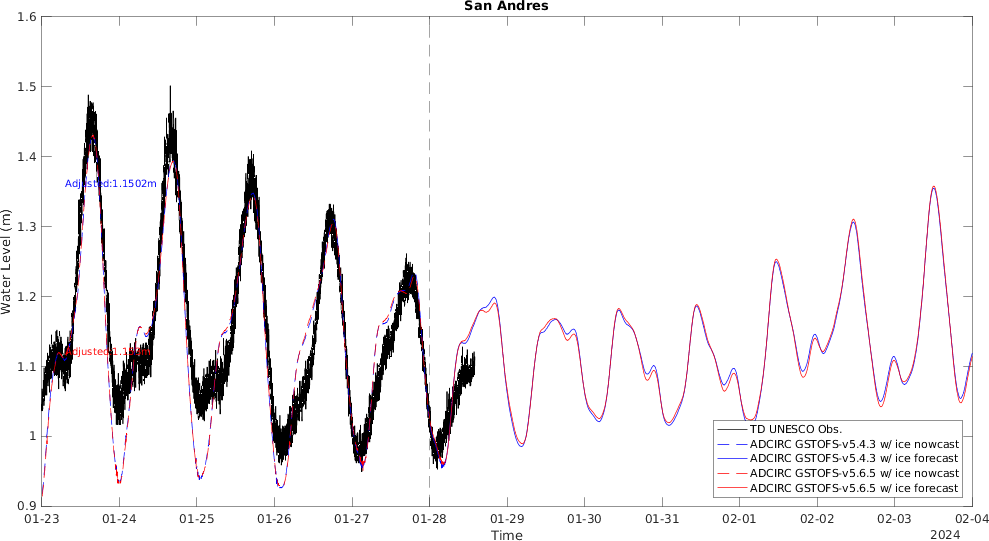 San Andres
1.6
1.5
1.4
1.3
1.2
1.1
1
0.9
Water Level (m)
Adjusted:1.1502m
TD UNESCO Obs.
ADCIRC GSTOFS-v5.4.3 w/ ice nowcast
ADCIRC GSTOFS-v5.4.3 w/ ice forecast
ADCIRC GSTOFS-v5.6.5 w/ ice nowcast
ADCIRC GSTOFS-v5.6.5 w/ ice forecast
01-23 01-24 01-25 01-26 01-27 01-28 01-29 01-30 01-31 02-01 02-02 02-03 02-04
Time
2024